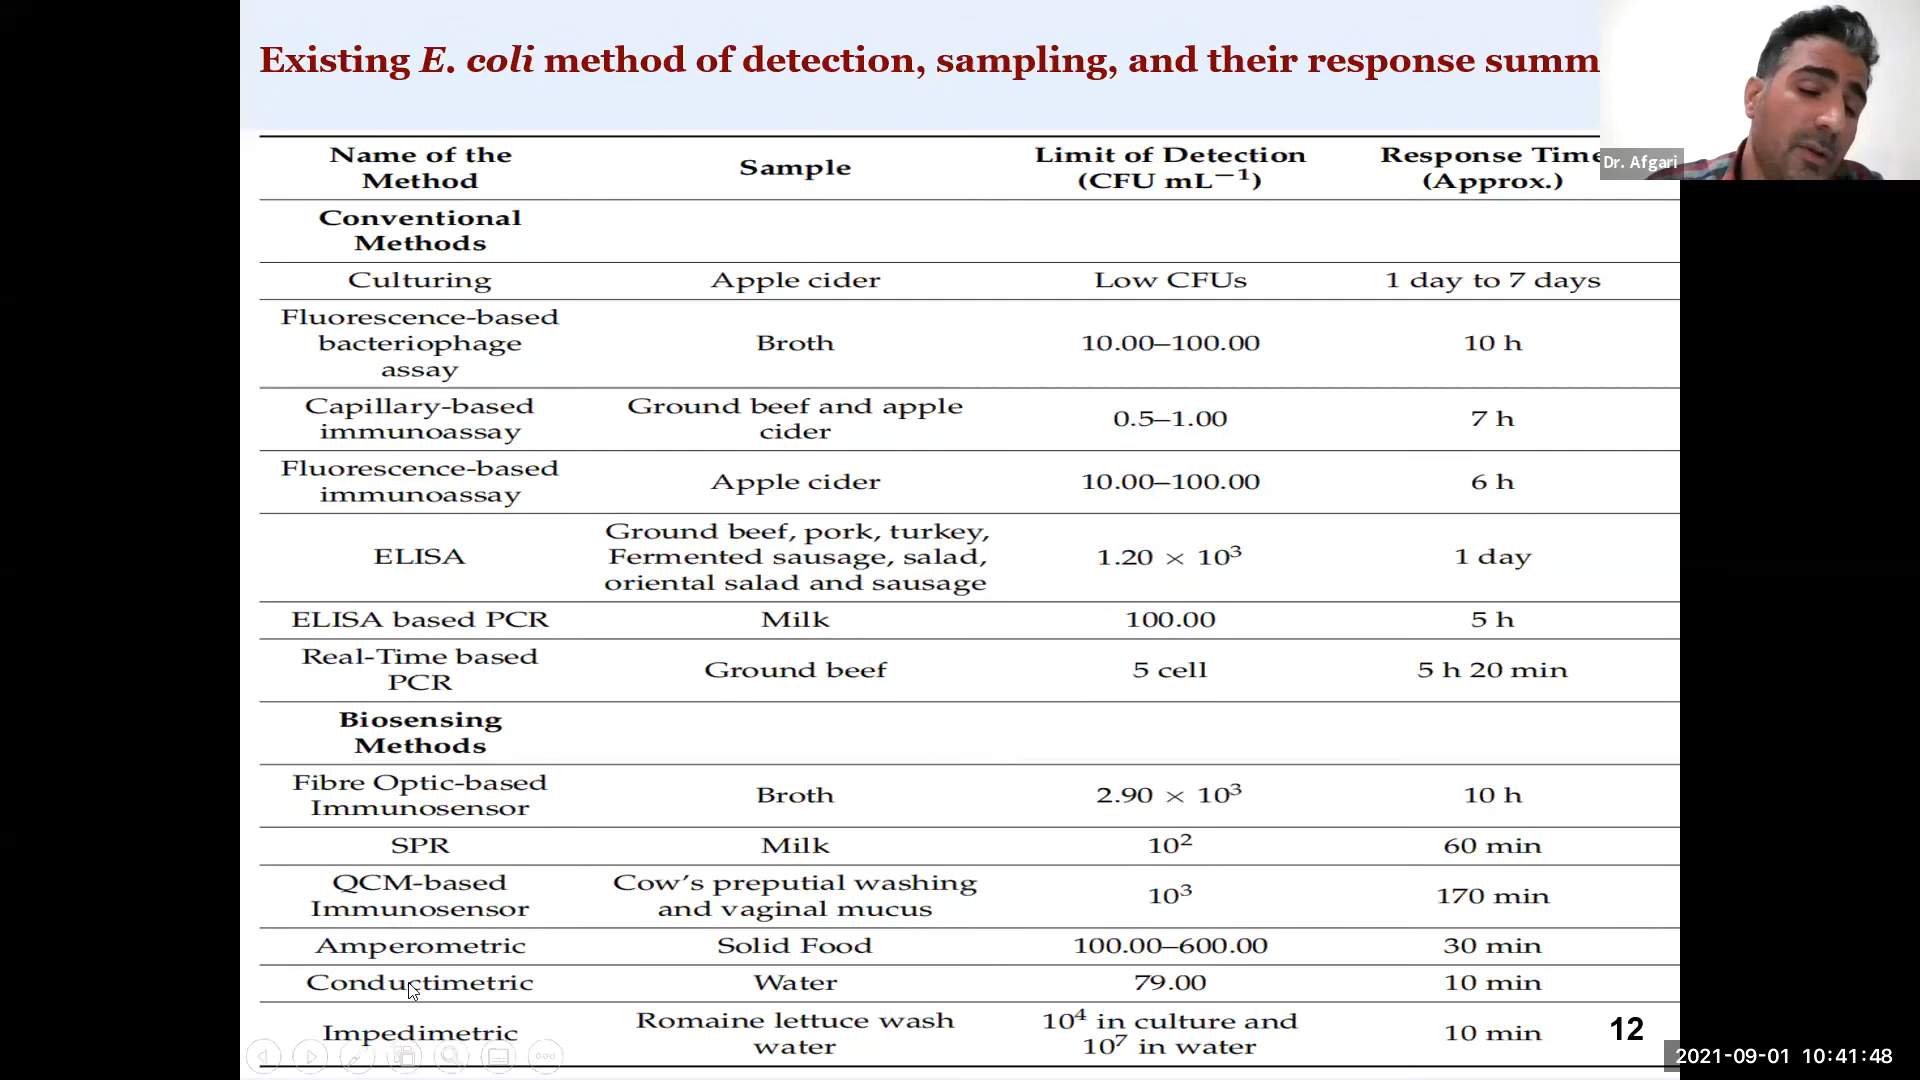 Existing E. coli method of detection, sampling, and their response summ
Dr. Afgari
Name of the Method Sample Limit of Detection (CFU mL⁻¹) Response Time (Approx.)
Conventional Methods
Culturing Apple cider Low CFUs 1 day to 7 days
Fluorescence-based bacteriophage assay Broth 10.00–100.00 10 h
Capillary-based immunoassay Ground beef and apple cider 0.5–1.00 7 h
Fluorescence-based immunoassay Apple cider 10.00–100.00 6 h
ELISA Ground beef, pork, turkey, Fermented sausage, salad, oriental salad and sausage 1.20 × 10³ 1 day
ELISA based PCR Milk 100.00 5 h
Real-Time based PCR Ground beef 5 cell 5 h 20 min
Biosensing Methods
Fibre Optic-based Immunosensor Broth 2.90 × 10³ 10 h
SPR Milk 10² 60 min
QCM-based Immunosensor Cow's preputial washing and vaginal mucus 10³ 170 min
Amperometric Solid Food 100.00–600.00 30 min
Conductimetric Water 79.00 10 min
Impedimetric Romaine lettuce wash water 10⁴ in culture and 10⁷ in water 10 min
12
2021-09-01 10:41:48